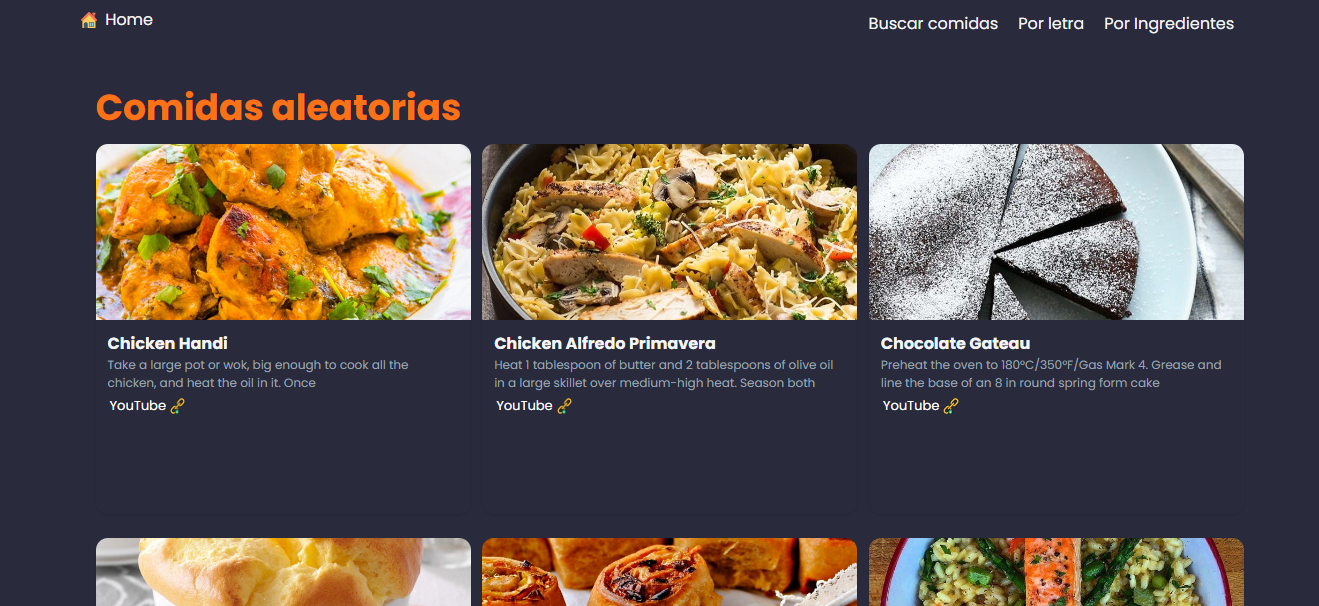 Home
Buscar comidas Por letra Por Ingredientes
Comidas aleatorias
Chicken Handi
Take a large pot or wok, big enough to cook all the
chicken, and heat the oil in it. Once
YouTube
Chicken Alfredo Primavera
Heat 1 tablespoon of butter and 2 tablespoons of olive oil
in a large skillet over medium-high heat. Season both
YouTube
Chocolate Gateau
Preheat the oven to 180°C/350°F/Gas Mark 4. Grease and
line the base of an 8 in round spring form cake
YouTube